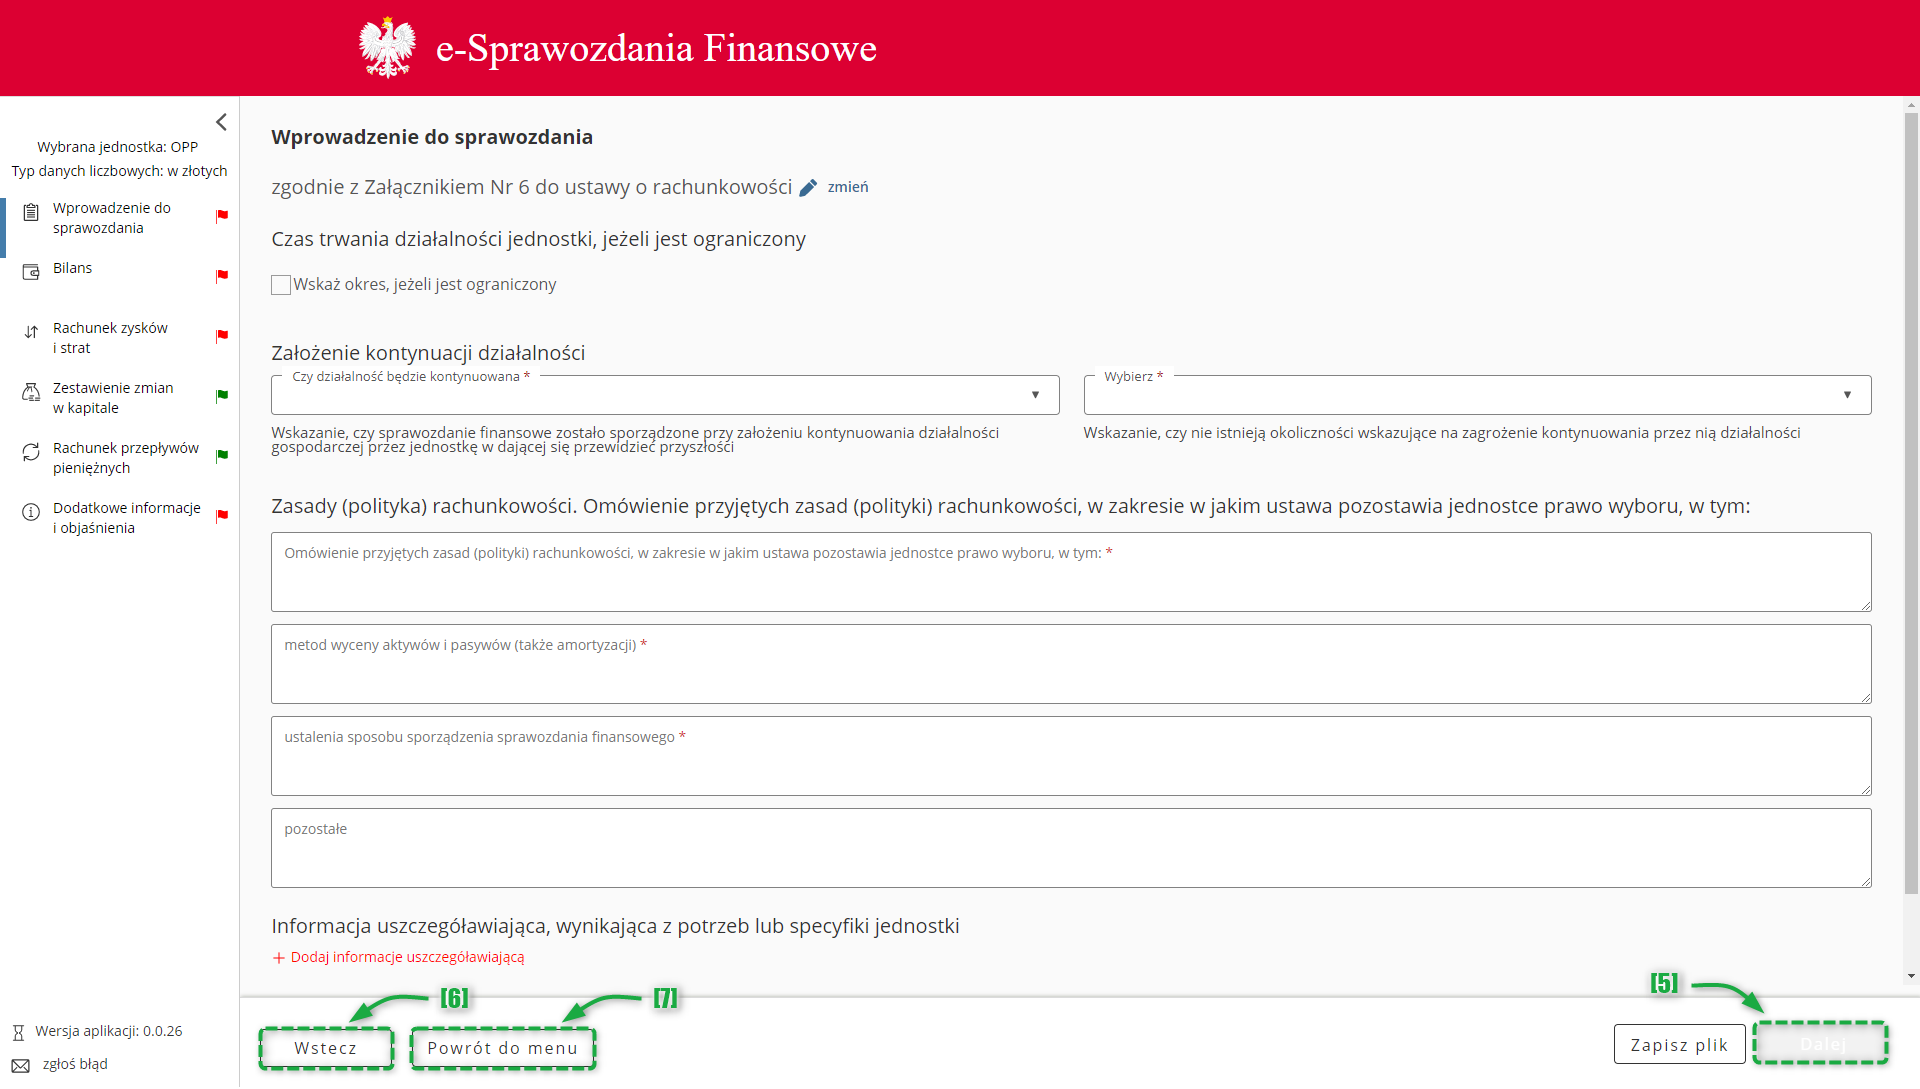 e-Sprawozdania Finansowe
Wybrana jednostka: OPP
Typ danych liczbowych: w złotych
Wprowadzenie do
sprawozdania
Bilans
Rachunek zysków
i strat
Zestawienie zmian
w kapitale
Rachunek przepływów
pieniężnych
Dodatkowe informacje
i objaśnienia
Wersja aplikacji: 0.0.26
zgłoś błąd
Wprowadzenie do sprawozdania
zgodnie z Załącznikiem Nr 6 do ustawy o rachunkowości zmień
Czas trwania działalności jednostki, jeżeli jest ograniczony
Wskaż okres, jeżeli jest ograniczony
Założenie kontynuacji działalności
Czy działalność będzie kontynuowana *
Wybierz *
Wskazanie, czy sprawozdanie finansowe zostało sporządzone przy założeniu kontynuowania działalności
gospodarczej przez jednostkę w dającej się przewidzieć przyszłości
Wskazanie, czy nie istnieją okoliczności wskazujące na zagrożenie kontynuowania przez nią działalności
Zasady (polityka) rachunkowości. Omówienie przyjętych zasad (polityki) rachunkowości, w zakresie w jakim ustawa pozostawia jednostce prawo wyboru, w tym:
Omówienie przyjętych zasad (polityki) rachunkowości, w zakresie w jakim ustawa pozostawia jednostce prawo wyboru, w tym: *
metod wyceny aktywów i pasywów (także amortyzacji) *
ustalenia sposobu sporządzenia sprawozdania finansowego *
pozostałe
Informacja uszczegóławiająca, wynikająca z potrzeb lub specyfiki jednostki
+ Dodaj informacje uszczegóławiającą
[6]
[7]
[5]
Wstecz
Powrót do menu
Zapisz plik
Dalej